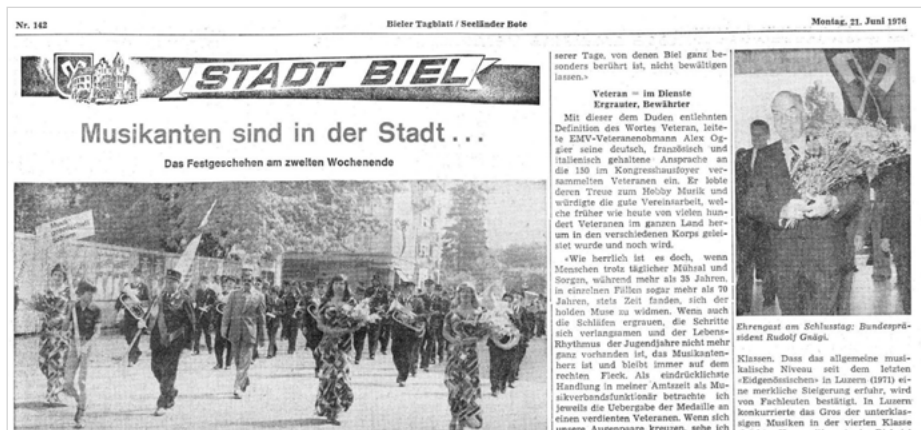 Nr. 142
Bieler Tagblatt / Seeländer Bote
Montag, 21. Juni 1976
STADT BIEL
Musikanten sind in der Stadt . . .
Das Festgeschehen am zweiten Wochenende
serer Tage, von denen Biel ganz be-
sonders berührt ist, nicht bewältigen
lassen.»
Veteran = im Dienste
Ergrauter, Bewährter
Mit dieser dem Duden entlehnten
Definition des Wortes Veteran, leite-
te EMV-Veteranenobmann Alex Og-
gier seine deutsch, französisch und
italienisch gehaltene Ansprache an
die 150 im Kongresshausfoyer ver-
sammelten Veteranen ein. Er lobte
deren Treue zum Hobby Musik und
würdigte die gute Vereinsarbeit, wel-
che früher wie heute von vielen hun-
dert Veteranen im ganzen Land her-
um in den verschiedenen Korps gelei-
stet wurde und noch wird.
«Wie herrlich ist es doch, wenn
Menschen trotz täglicher Mühsal und
Sorgen, während mehr als 35 Jahren,
in einzelnen Fällen sogar mehr als 70
Jahren, stets Zeit fanden, sich der
holden Muse zu widmen. Wenn auch
die Schläfen ergrauen, die Schritte
sich verlangsamen und der Lebens-
Rhythmus der Jugendjahre nicht mehr
ganz vorhanden ist, das Musikanten-
herz ist und bleibt immer auf dem
rechten Fleck. Als eindrücklichste
Handlung in meiner Amtszeit als Mu-
sikverbandsfunktionär betrachte ich
jeweils die Uebergabe der Medaille an
einen verdienten Veteranen. Wenn sich
unsere Augenpaare kreuzen, sehe ich
Ehrengast am Schlusstag: Bundesprä-
sident Rudolf Gnägi.
Klassen. Dass das allgemeine musi-
kalische Niveau seit dem letzten
«Eidgenössischen» in Luzern (1971) ei-
ne merkliche Steigerung erfuhr, wird
von Fachleuten bestätigt. In Luzern
konkurrierte das Gros der unterklas-
sigen Musiken in der vierten Klasse